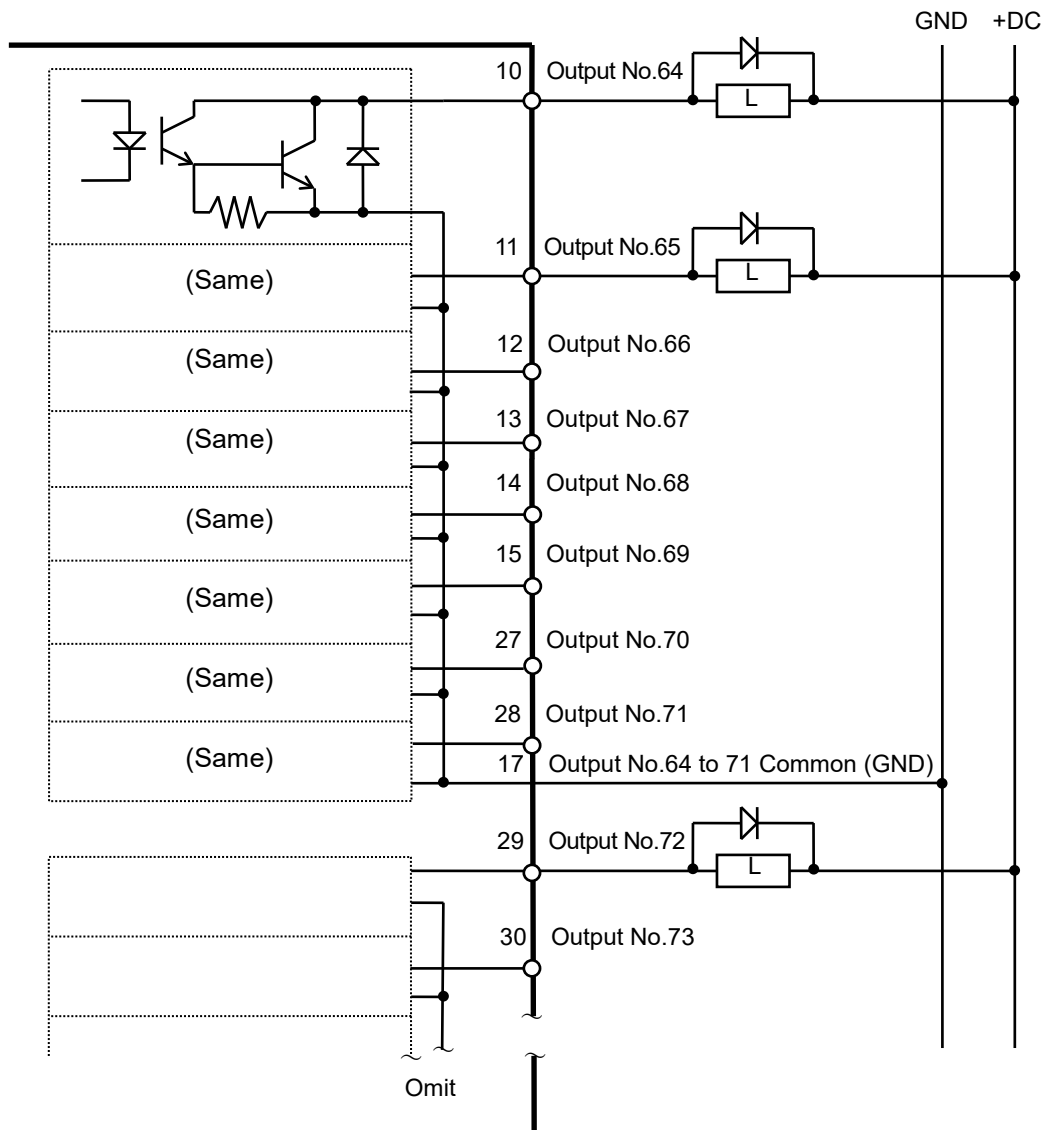 GND +DC
10 Output No.64
L
11 Output No.65
(Same)
L
12 Output No.66
(Same)
13 Output No.67
(Same)
14 Output No.68
(Same)
15 Output No.69
(Same)
27 Output No.70
(Same)
28 Output No.71
(Same)
17 Output No.64 to 71 Common (GND)
29 Output No.72
L
30 Output No.73
Omit